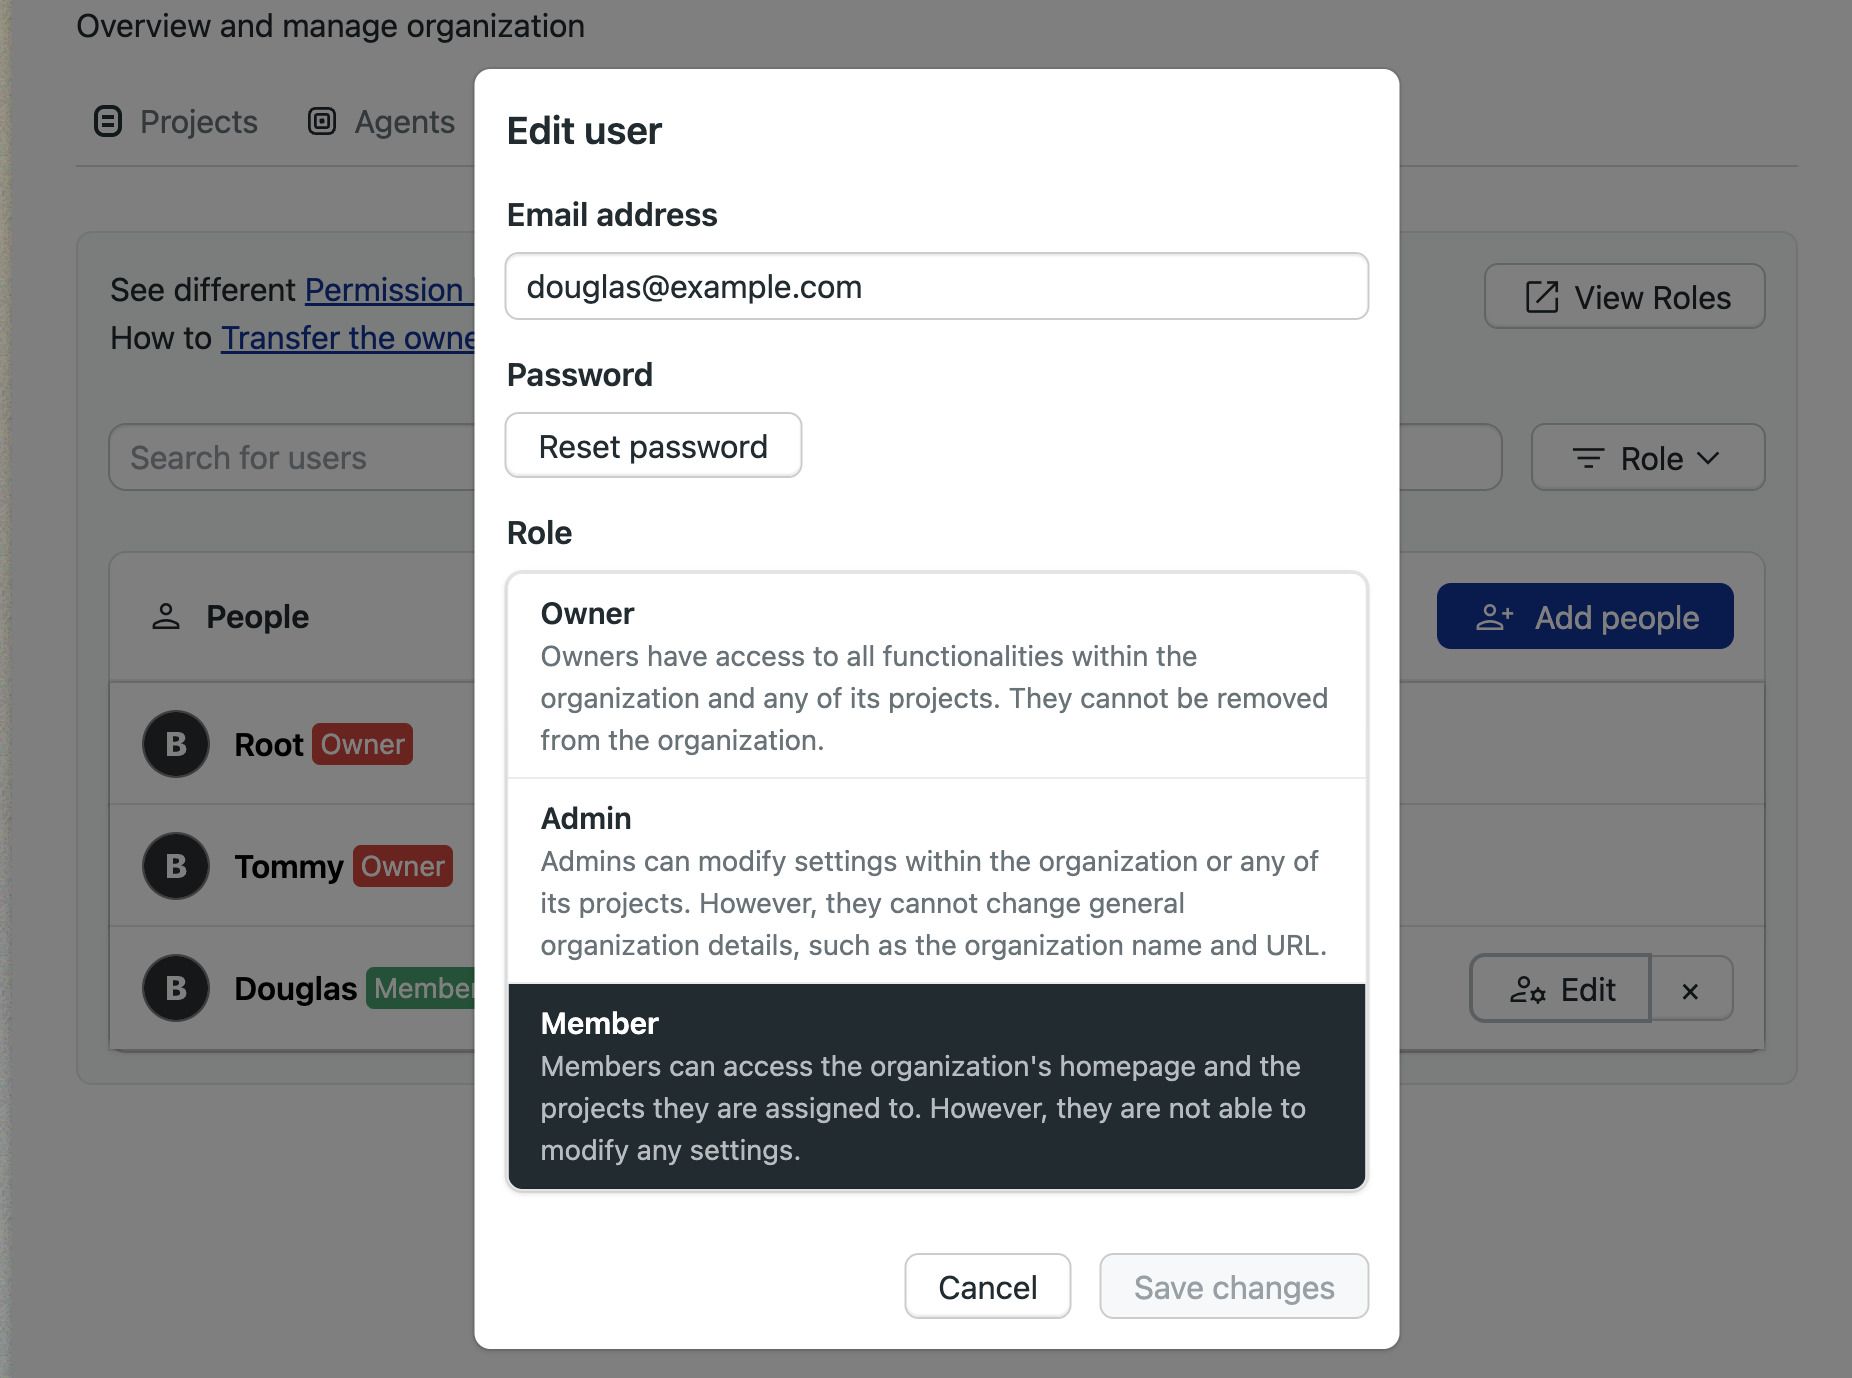 Overview and manage organization
Projects
Agents
Edit user
Email address
douglas@example.com
Password
Reset password
Role
Owner
Owners have access to all functionalities within the
organization and any of its projects. They cannot be removed
from the organization.
Admin
Admins can modify settings within the organization or any of
its projects. However, they cannot change general
organization details, such as the organization name and URL.
Member
Members can access the organization's homepage and the
projects they are assigned to. However, they are not able to
modify any settings.
Cancel
Save changes
See different Permission
How to Transfer the owne
View Roles
Search for users
Role
People
Add people
B Root Owner
B Tommy Owner
B Douglas Member
Edit
×